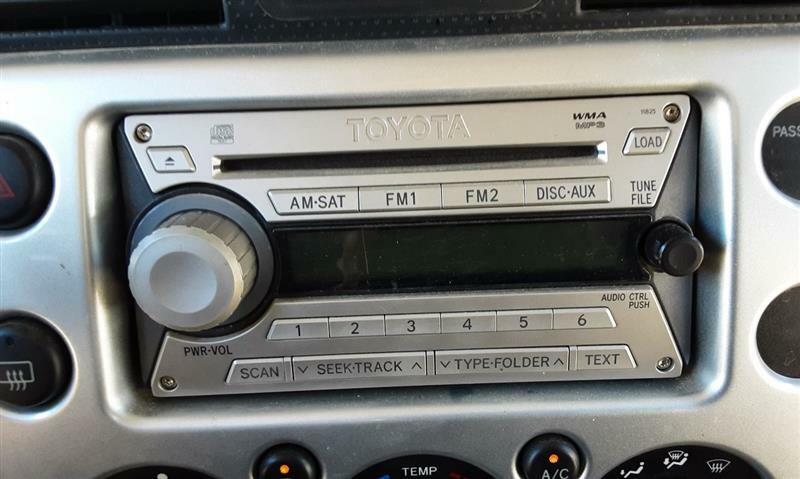 TOYOTA
WMA
MP3
11825
LOAD
AM·SAT FM1 FM2 DISC·AUX
TUNE
FILE
PASS
AUDIO CTRL
PUSH
1 2 3 4 5 6
PWR·VOL
SCAN SEEK·TRACK TYPE·FOLDER TEXT
TEMP
A/C